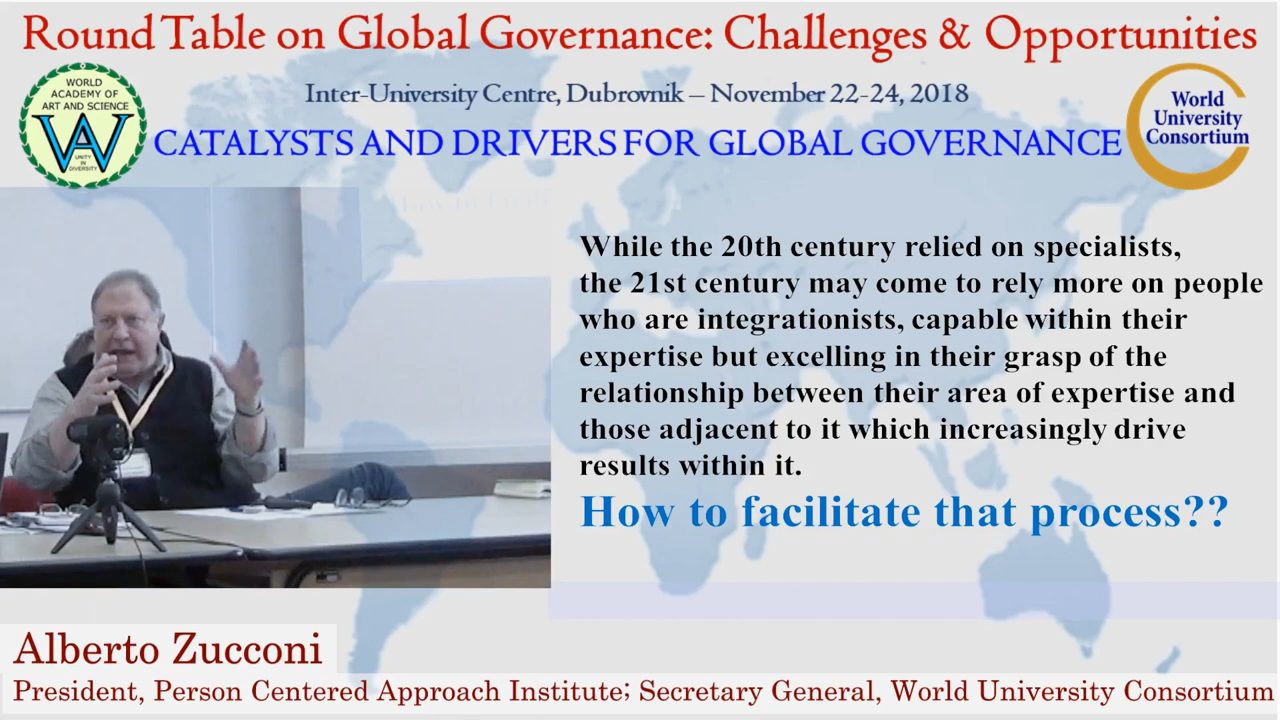 Round Table on Global Governance: Challenges & Opportunities
WORLD
ACADEMY OF
ART AND SCIENCE
WA
UNITY
IN
DIVERSITY
Inter-University Centre, Dubrovnik – November 22-24, 2018
CATALYSTS AND DRIVERS FOR GLOBAL GOVERNANCE
World
University
Consortium
While the 20th century relied on specialists,
the 21st century may come to rely more on people
who are integrationists, capable within their
expertise but excelling in their grasp of the
relationship between their area of expertise and
those adjacent to it which increasingly drive
results within it.
How to facilitate that process??
Alberto Zucconi
President, Person Centered Approach Institute; Secretary General, World University Consortium